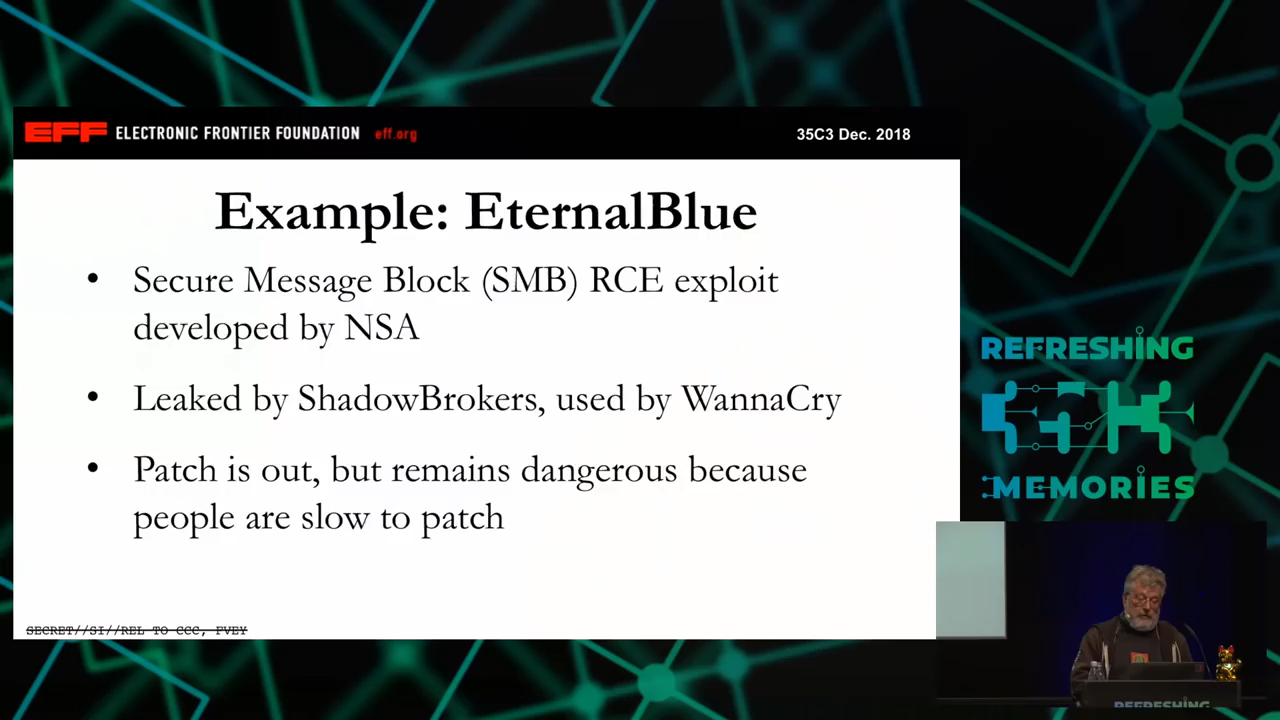 EFF ELECTRONIC FRONTIER FOUNDATION eff.org
35C3 Dec. 2018
Example: EternalBlue
• Secure Message Block (SMB) RCE exploit
developed by NSA
• Leaked by ShadowBrokers, used by WannaCry
• Patch is out, but remains dangerous because
people are slow to patch
SECRET//SI//REL TO CCC, FVEY
REFRESHING
35C3
MEMORIES
REFRESHING